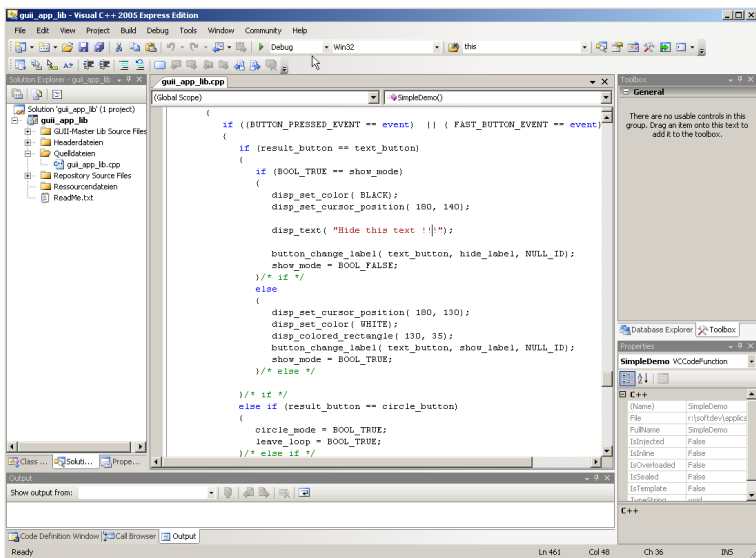 guii_app_lib - Visual C++ 2005 Express Edition
File Edit View Project Build Debug Tools Window Community Help
Debug Win32 this
Solution Explorer - guii_app_lib
Solution 'guii_app_lib' (1 project)
guii_app_lib
GUII-Master Lib Source Files
Headerdateien
Quelldateien
guii_app_lib.cpp
Repository Source Files
Ressourcendateien
ReadMe.txt
Class ... Soluti... Prope...
guii_app_lib.cpp
(Global Scope) SimpleDemo()
{
if ((BUTTON_PRESSED_EVENT == event) || ( FAST_BUTTON_EVENT == event)
{
if (result_button == text_button)
{
if (BOOL_TRUE == show_mode)
{
disp_set_color( BLACK);
disp_set_cursor_position( 180, 140);
disp_text( "Hide this text !!!");
button_change_label( text_button, hide_label, NULL_ID);
show_mode = BOOL_FALSE;
}/* if */
else
{
disp_set_cursor_position( 180, 130);
disp_set_color( WHITE);
disp_colored_rectangle( 130, 35);
button_change_label( text_button, show_label, NULL_ID);
show_mode = BOOL_TRUE;
}/* else */
}/* if */
else if (result_button == circle_button)
{
circle_mode = BOOL_TRUE;
leave_loop = BOOL_TRUE;
}/* else if */
Toolbox
General
There are no usable controls in this
group. Drag an item onto this text to
add it to the toolbox.
Database Explorer Toolbox
Properties
SimpleDemo VCCodeFunction
C++
(Name) SimpleDemo
File r:\softdev\applica
FullName SimpleDemo
IsInjected False
IsInline False
IsOverloaded False
IsSealed False
IsTemplate False
TypeString void
C++
Output
Show output from:
Code Definition Window Call Browser Output
Ready Ln 461 Col 48 Ch 36 INS